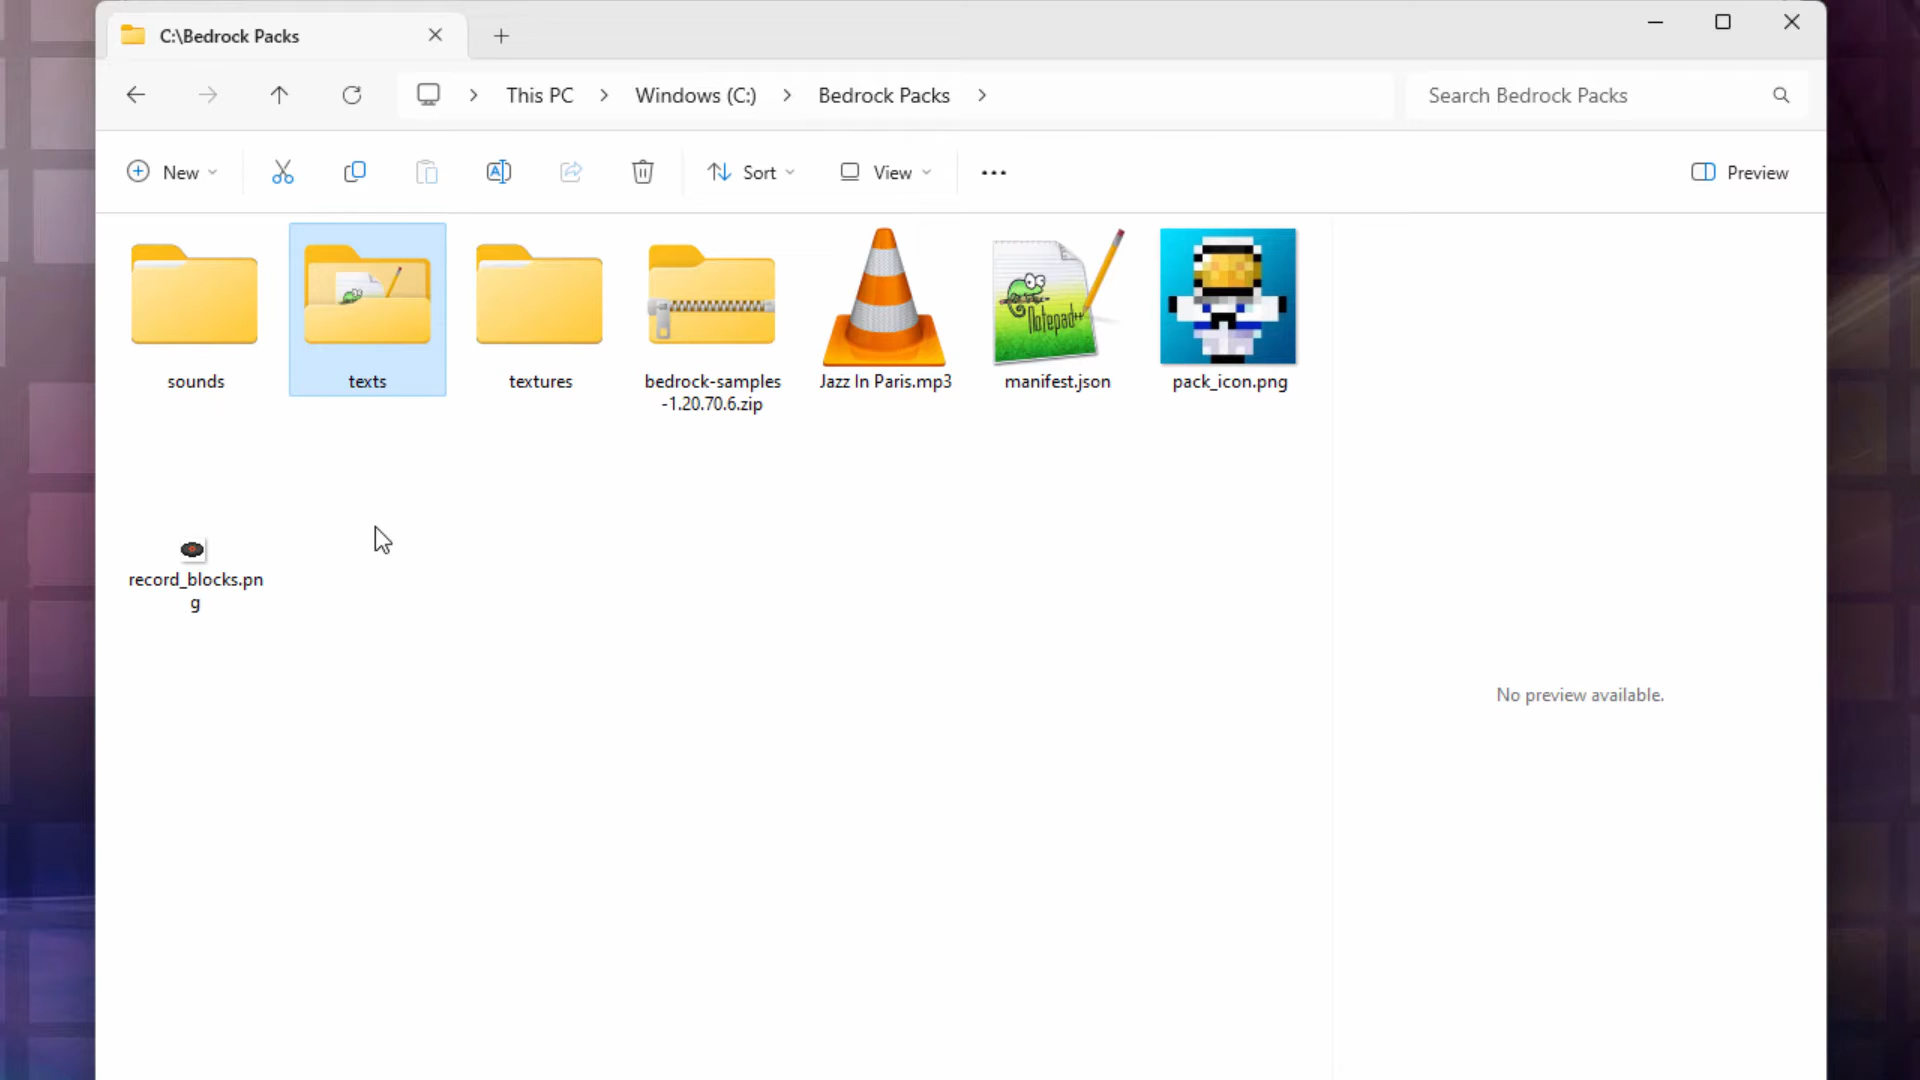 C:\Bedrock Packs
This PC
Windows (C:)
Bedrock Packs
Search Bedrock Packs
New
Sort
View
Preview
sounds
texts
textures
bedrock-samples
-1.20.70.6.zip
Jazz In Paris.mp3
Notepad++
manifest.json
pack_icon.png
record_blocks.pn
g
No preview available.